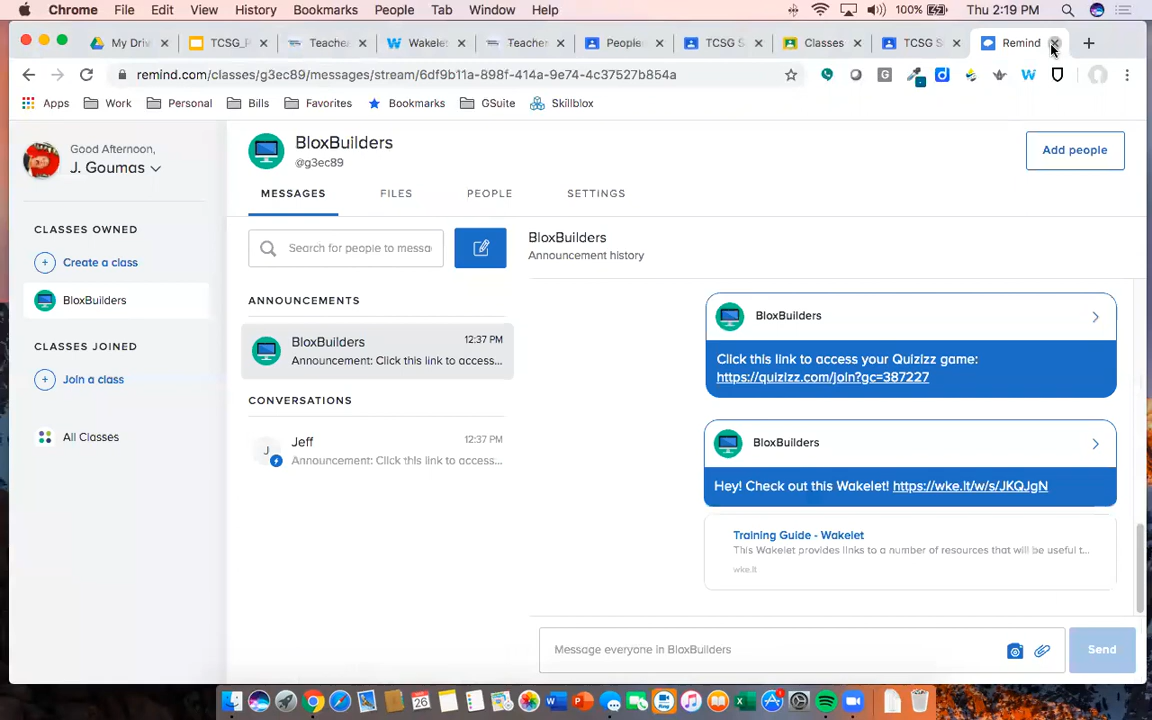 Chrome File Edit View History Bookmarks People Tab Window Help 100% Thu 2:19 PM
My Driv TCSG_P Teache Wakele Teacher People TCSG S Classes TCSG S Remind
remind.com/classes/g3ec89/messages/stream/6df9b11a-898f-414a-9e74-4c37527b854a
Apps Work Personal Bills Favorites Bookmarks GSuite Skillblox
Good Afternoon,
J. Goumas
CLASSES OWNED
Create a class
BloxBuilders
CLASSES JOINED
Join a class
All Classes
BloxBuilders
@g3ec89
Add people
MESSAGES FILES PEOPLE SETTINGS
Search for people to messa
ANNOUNCEMENTS
BloxBuilders 12:37 PM
Announcement: Click this link to access...
CONVERSATIONS
J
Jeff 12:37 PM
Announcement: Click this link to access...
BloxBuilders
Announcement history
BloxBuilders
Click this link to access your Quizizz game:
https://quizizz.com/join?gc=387227
BloxBuilders
Hey! Check out this Wakelet! https://wke.lt/w/s/JKQJgN
Training Guide - Wakelet
This Wakelet provides links to a number of resources that will be useful t...
wke.lt
Message everyone in BloxBuilders
Send